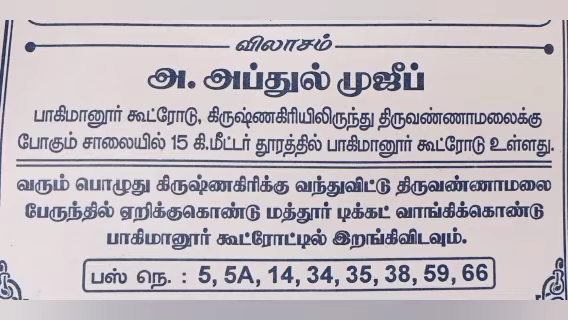 விலாசம்
அ. அப்துல் முஜீப்
பாகிமானூர் கூட்ரோடு, கிருஷ்ணகிரியிலிருந்து திருவண்ணாமலைக்கு
போகும் சாலையில் 15 கி.மீட்டர் தூரத்தில் பாகிமானூர் கூட்ரோடு உள்ளது.
வரும் பொழுது கிருஷ்ணகிரிக்கு வந்துவிட்டு திருவண்ணாமலை
பேருந்தில் ஏறிக்குகொண்டு மத்தூர் டிக்கட் வாங்கிக்கொண்டு
பாகிமானூர் கூட்ரோட்டில் இறங்கிவிடவும்.
பஸ் நெ. : 5, 5A, 14, 34, 35, 38, 59, 66